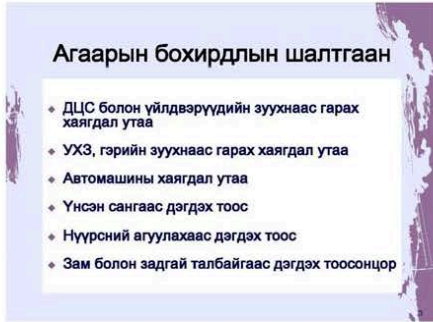 Агаарын бохирдлын шалтгаан
ДЦС болон үйлдвэрүүдийн зуухнаас гарах
хаягдал утаа
УХЗ, гэрийн зуухнаас гарах хаягдал утаа
Автомашины хаягдал утаа
Үнсэн сангаас дэгдэх тоос
Нүүрсний агуулахаас дэгдэх тоос
Зам болон задгай талбайгаас дэгдэх тоосонцор
3